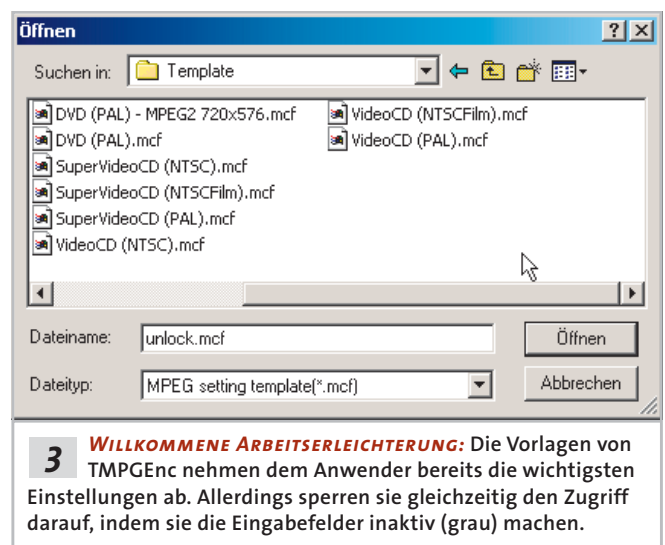 Öffnen
Suchen in: Template
DVD (PAL) - MPEG2 720x576.mcf
DVD (PAL).mcf
SuperVideoCD (NTSC).mcf
SuperVideoCD (NTSCFilm).mcf
SuperVideoCD (PAL).mcf
VideoCD (NTSC).mcf
VideoCD (NTSCFilm).mcf
VideoCD (PAL).mcf
Dateiname: unlock.mcf Öffnen
Dateityp: MPEG setting template(*.mcf) Abbrechen
3 WILLKOMMENE ARBEITSERLEICHTERUNG: Die Vorlagen von
TMPGEnc nehmen dem Anwender bereits die wichtigsten
Einstellungen ab. Allerdings sperren sie gleichzeitig den Zugriff
darauf, indem sie die Eingabefelder inaktiv (grau) machen.